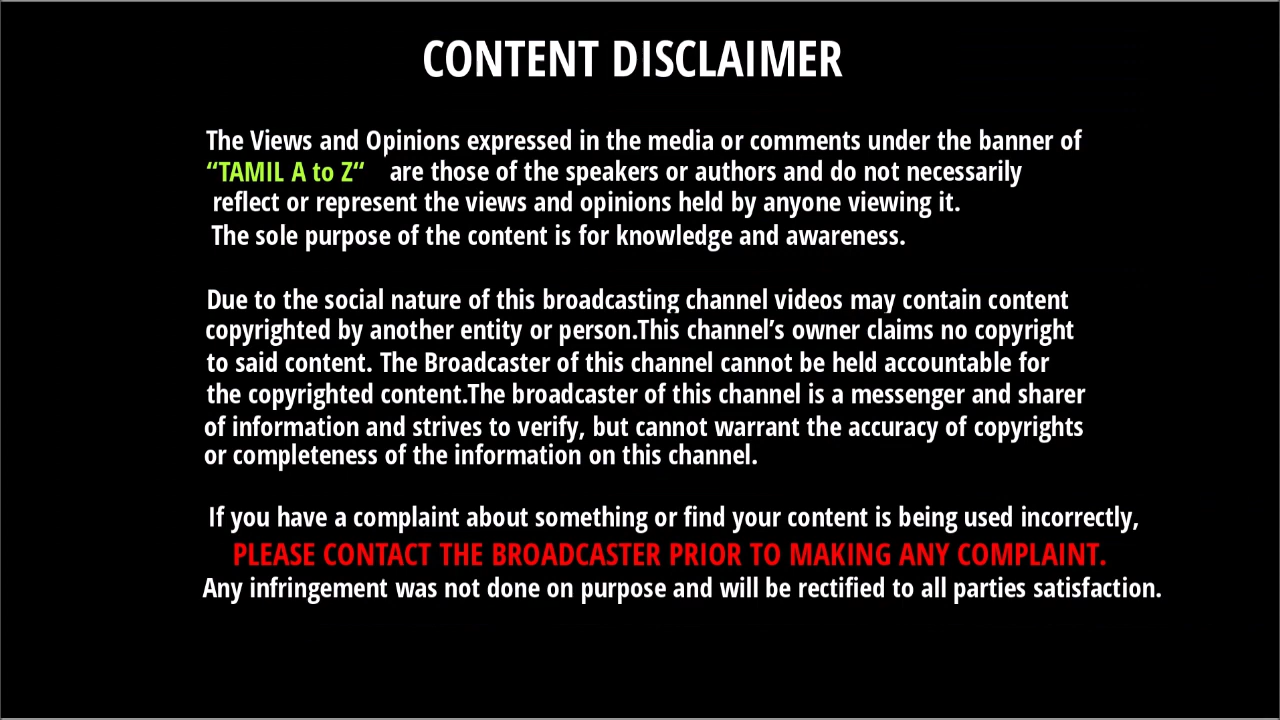 CONTENT DISCLAIMER
The Views and Opinions expressed in the media or comments under the banner of
“TAMIL A to Z“ are those of the speakers or authors and do not necessarily
reflect or represent the views and opinions held by anyone viewing it.
The sole purpose of the content is for knowledge and awareness.
Due to the social nature of this broadcasting channel videos may contain content
copyrighted by another entity or person.This channel’s owner claims no copyright
to said content. The Broadcaster of this channel cannot be held accountable for
the copyrighted content.The broadcaster of this channel is a messenger and sharer
of information and strives to verify, but cannot warrant the accuracy of copyrights
or completeness of the information on this channel.
If you have a complaint about something or find your content is being used incorrectly,
PLEASE CONTACT THE BROADCASTER PRIOR TO MAKING ANY COMPLAINT.
Any infringement was not done on purpose and will be rectified to all parties satisfaction.